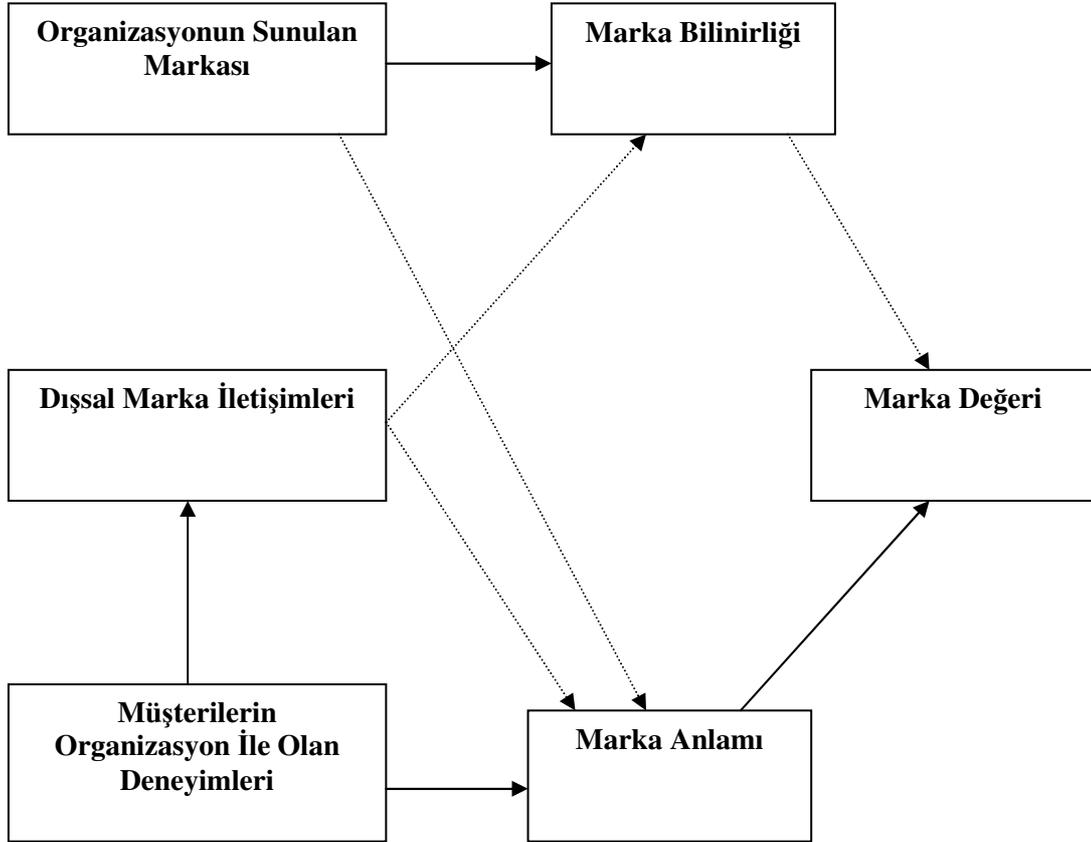 Organizasyonun Sunulan
Markası
Marka Bilinirliği
Dışsal Marka İletişimleri
Marka Değeri
Müşterilerin
Organizasyon İle Olan
Deneyimleri
Marka Anlamı